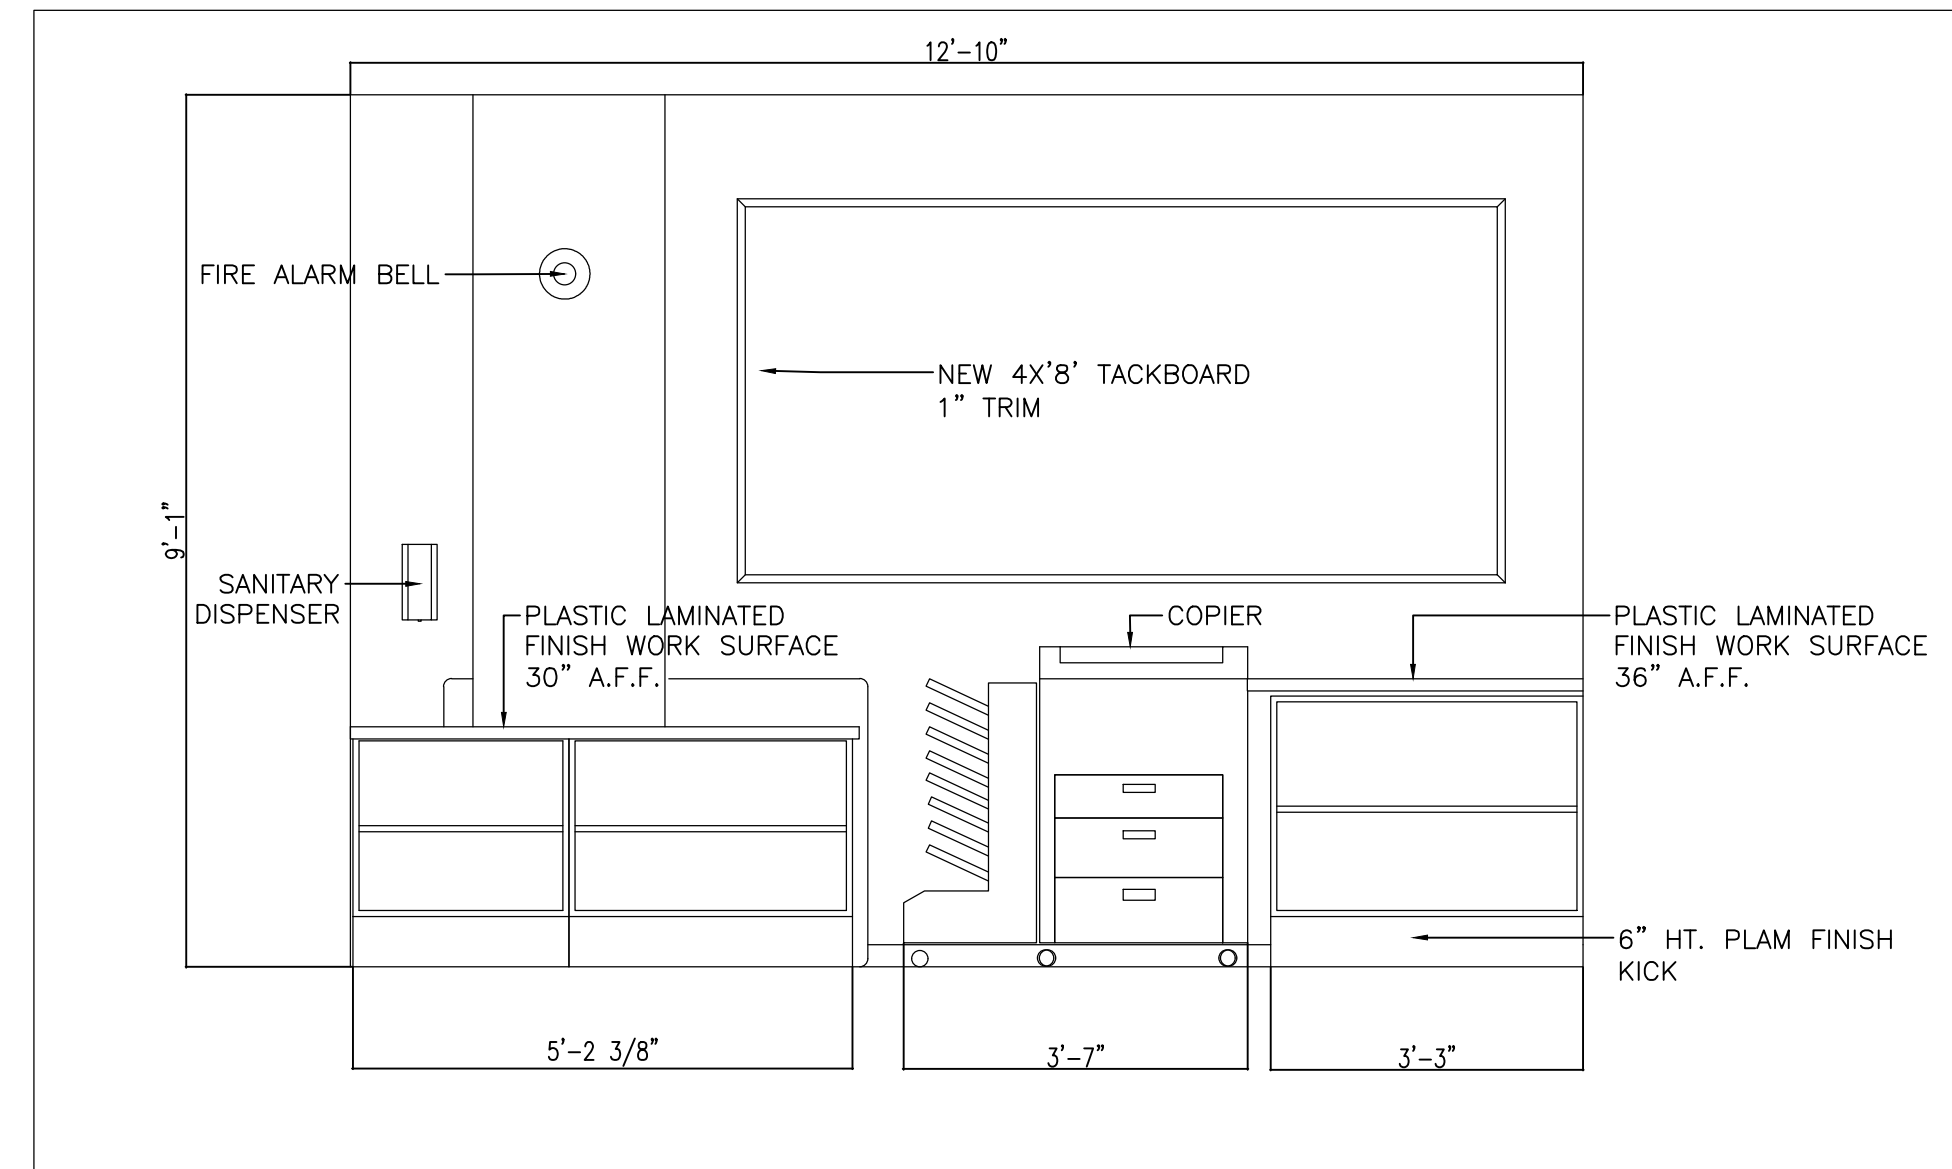 12'-10"
FIRE ALARM BELL
NEW 4X'8' TACKBOARD
1" TRIM
9'-1"
SANITARY
DISPENSER
PLASTIC LAMINATED
FINISH WORK SURFACE
30" A.F.F.
COPIER
PLASTIC LAMINATED
FINISH WORK SURFACE
36" A.F.F.
6" HT. PLAM FINISH
KICK
5'-2 3/8"
3'-7"
3'-3"